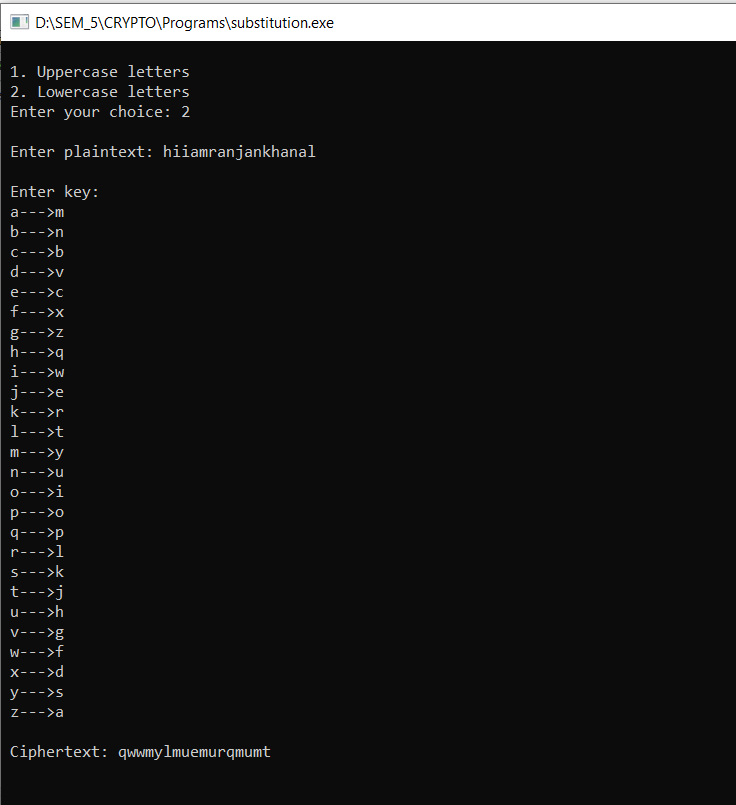 D:\SEM_5\CRYPTO\Programs\substitution.exe
1. Uppercase letters
2. Lowercase letters
Enter your choice: 2
Enter plaintext: hiiamranjankhanal
Enter key:
a--->m
b--->n
c--->b
d--->v
e--->c
f--->x
g--->z
h--->q
i--->w
j--->e
k--->r
l--->t
m--->y
n--->u
o--->i
p--->o
q--->p
r--->l
s--->k
t--->j
u--->h
v--->g
w--->f
x--->d
y--->s
z--->a
Ciphertext: qwwmylmuemurqmumt